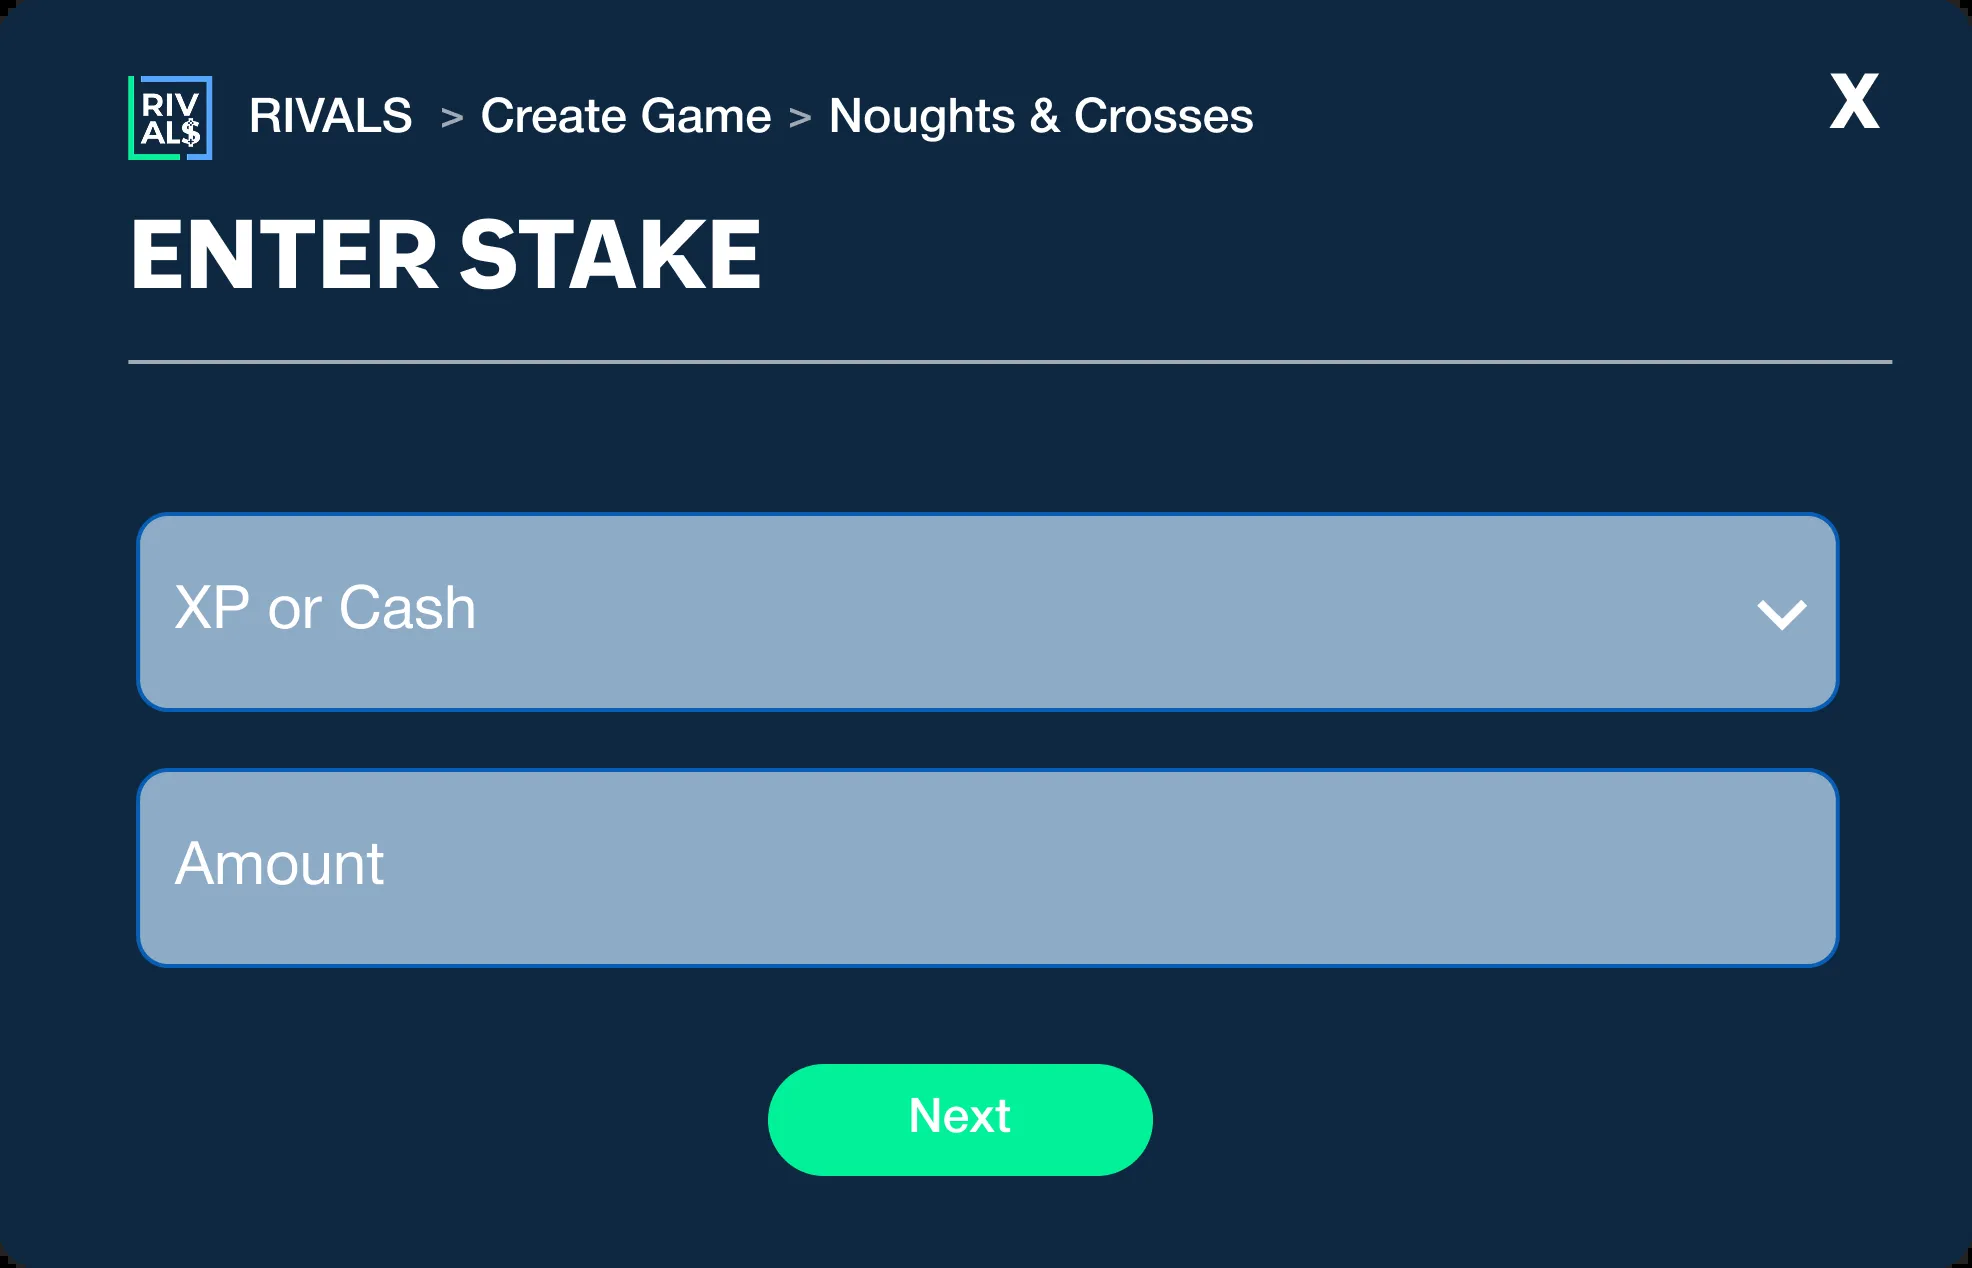 RIV
AL$
RIVALS > Create Game > Noughts & Crosses
X
ENTER STAKE
XP or Cash
Amount
Next